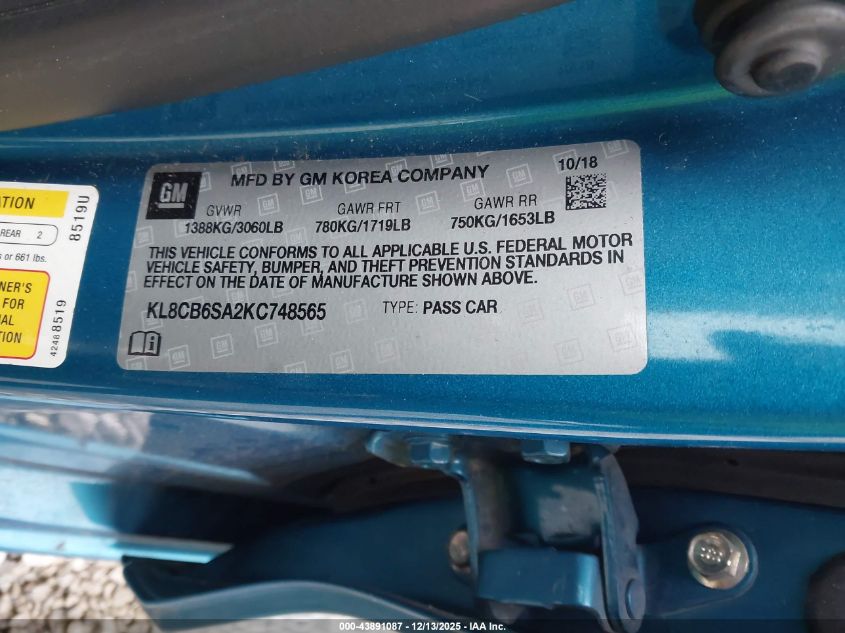 GM
MFD BY GM KOREA COMPANY
10/18
GVWR GAWR FRT GAWR RR
1388KG/3060LB 780KG/1719LB 750KG/1653LB
THIS VEHICLE CONFORMS TO ALL APPLICABLE U.S. FEDERAL MOTOR
VEHICLE SAFETY, BUMPER, AND THEFT PREVENTION STANDARDS IN
EFFECT ON THE DATE OF MANUFACTURE SHOWN ABOVE.
KL8CB6SA2KC748565 TYPE: PASS CAR
ATION
REAR 2
s or 661 lbs.
NER'S
FOR
NAL
TION
8519U
42488519
000-43891087 - 12/13/2025 - IAA Inc.